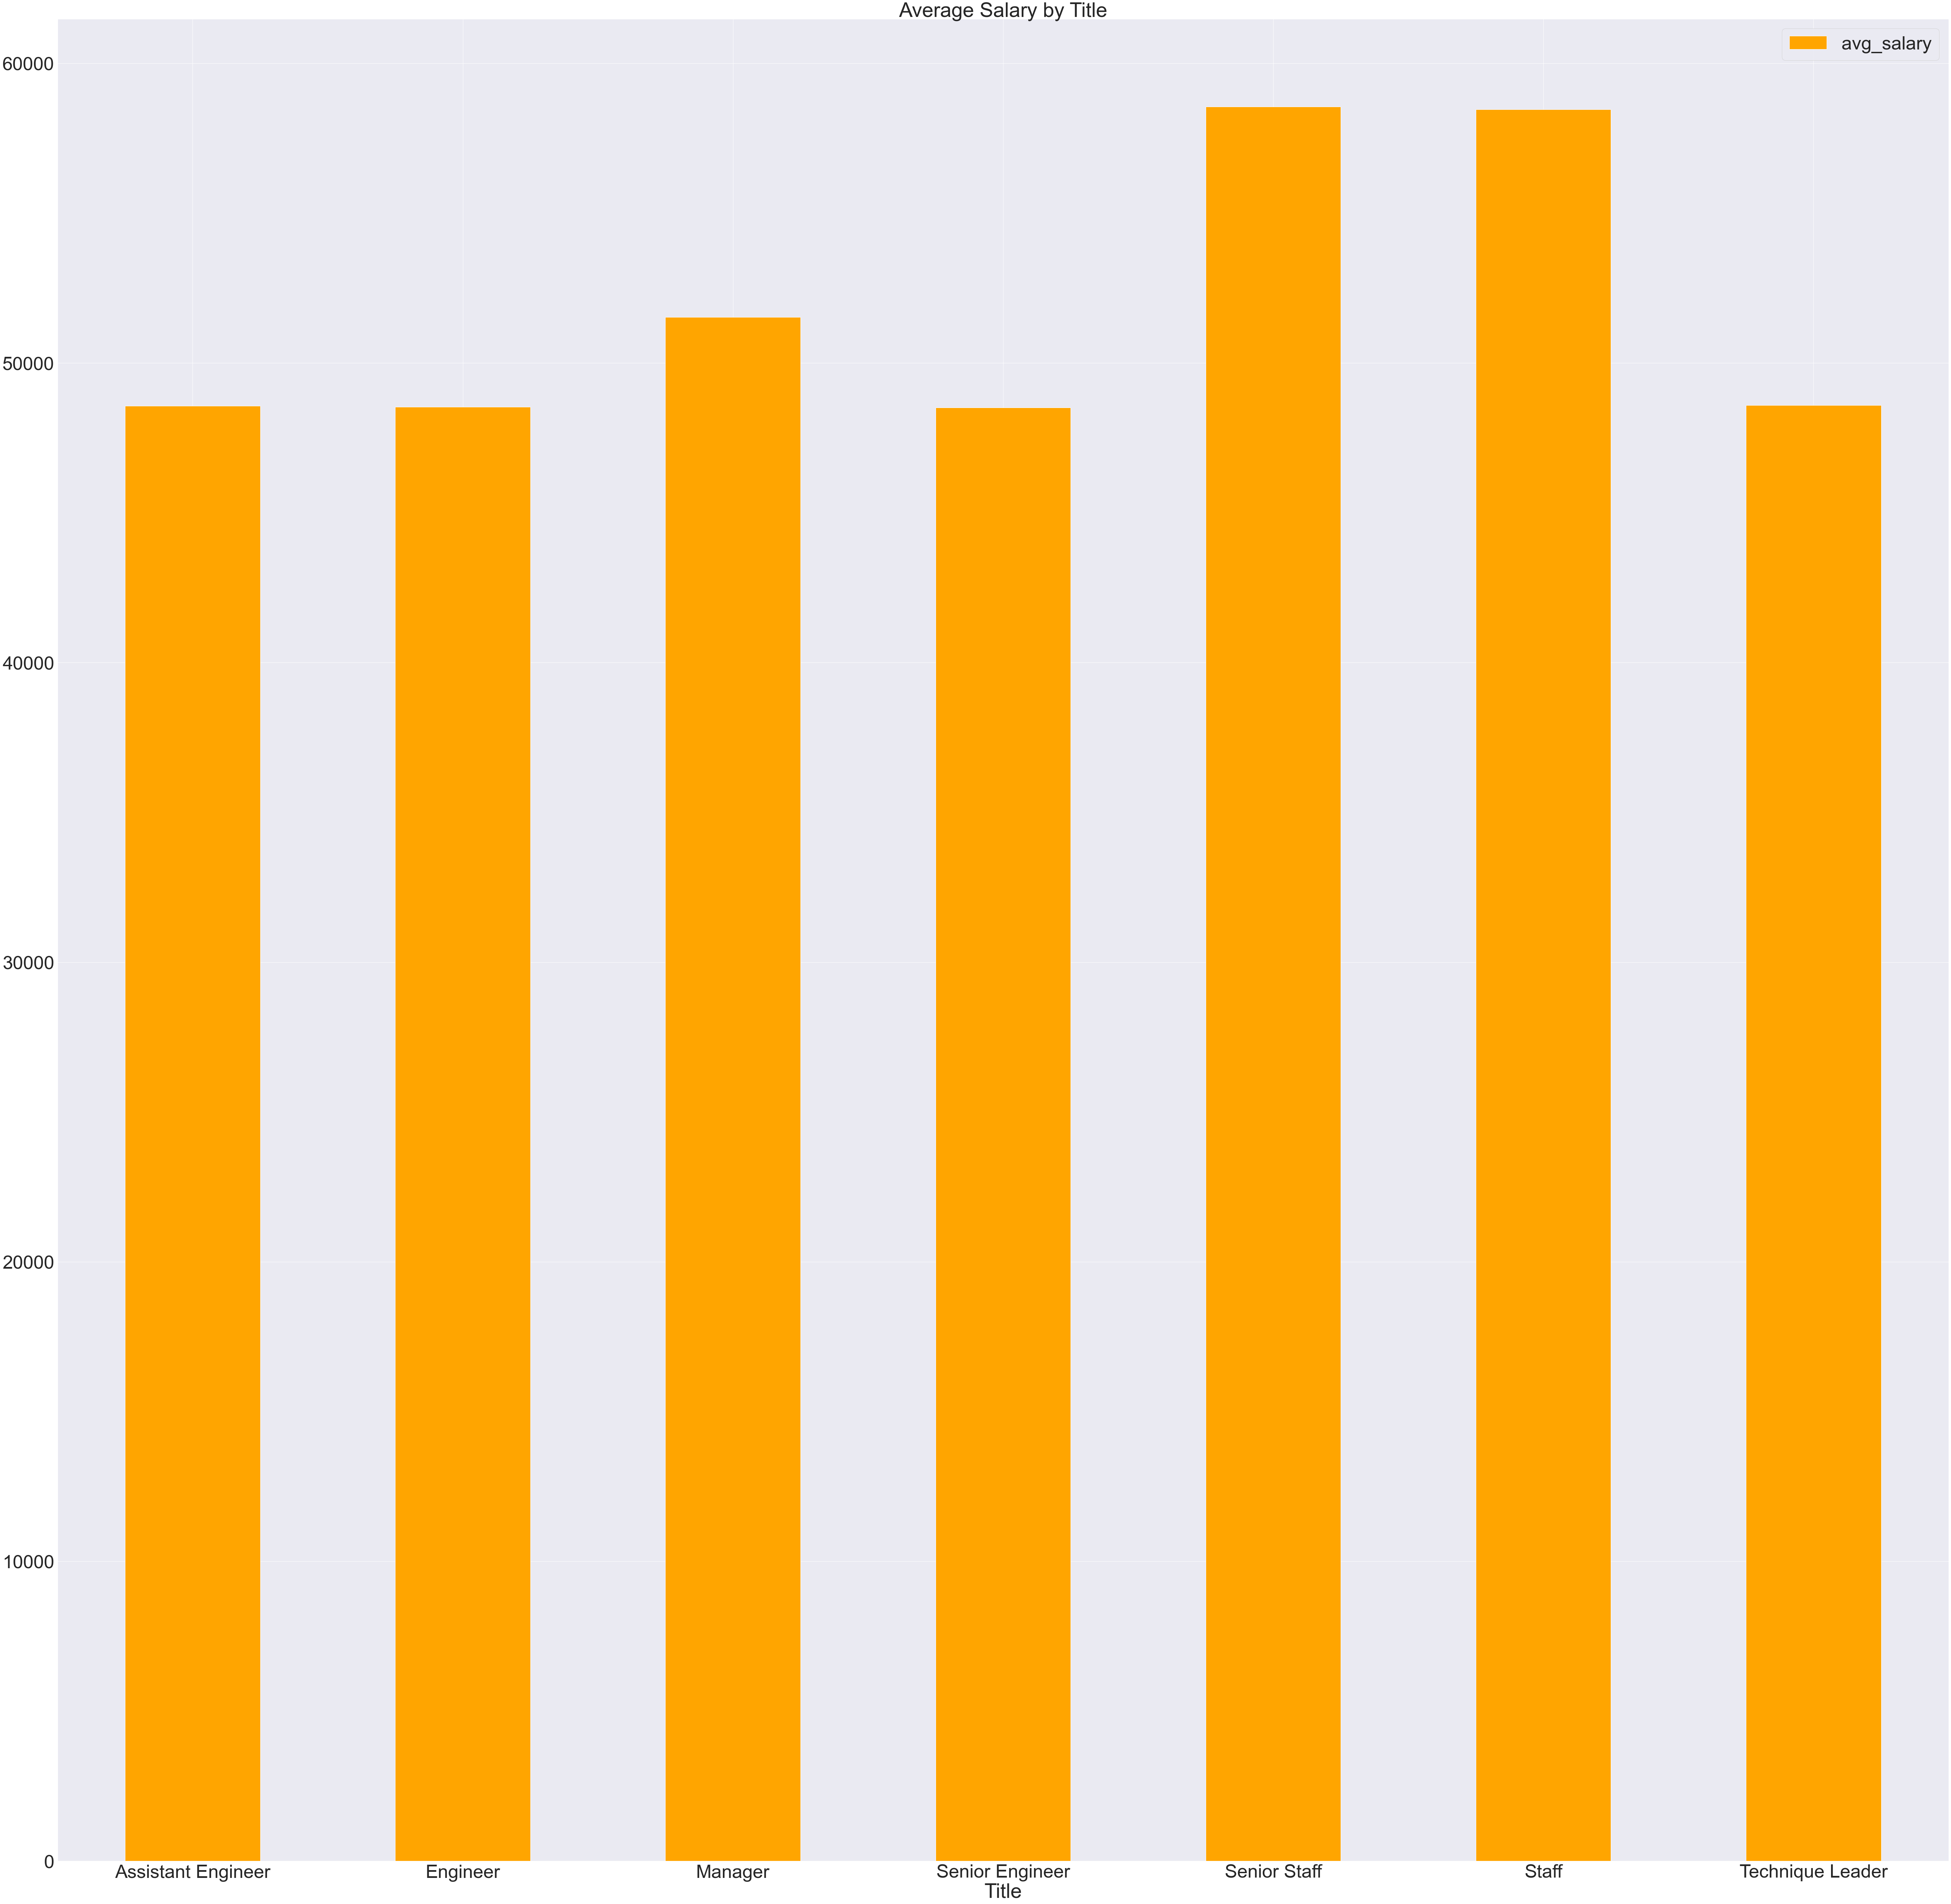 Average Salary by Title
avg_salary
60000
50000
40000
30000
20000
10000
0
Assistant Engineer Engineer Manager Senior Engineer Senior Staff Staff Technique Leader
Title